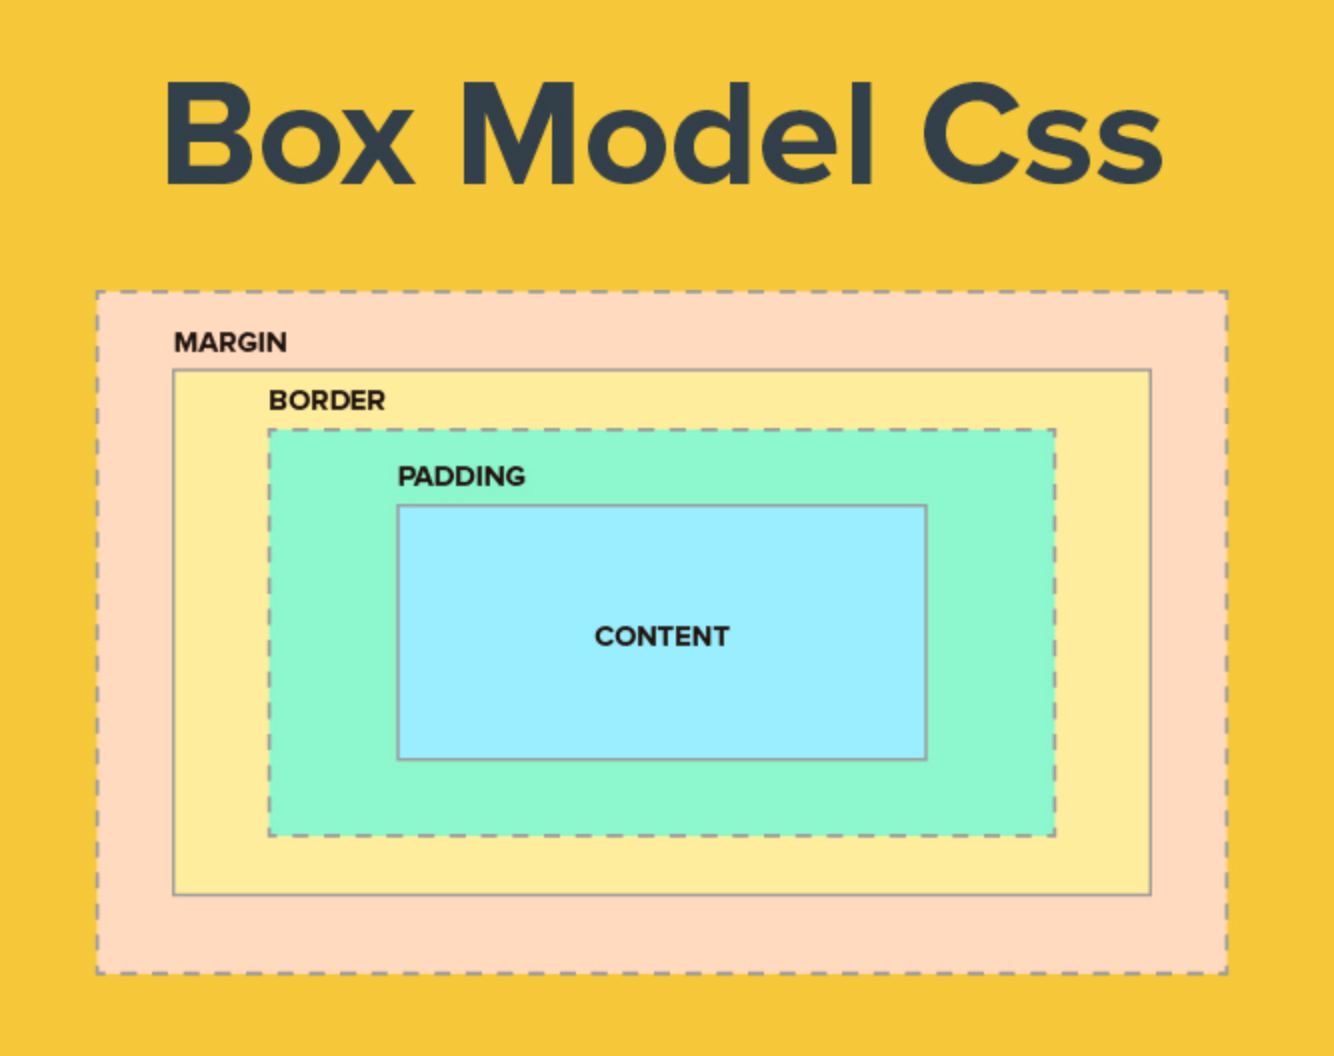 Box Model Css
MARGIN
BORDER
PADDING
CONTENT